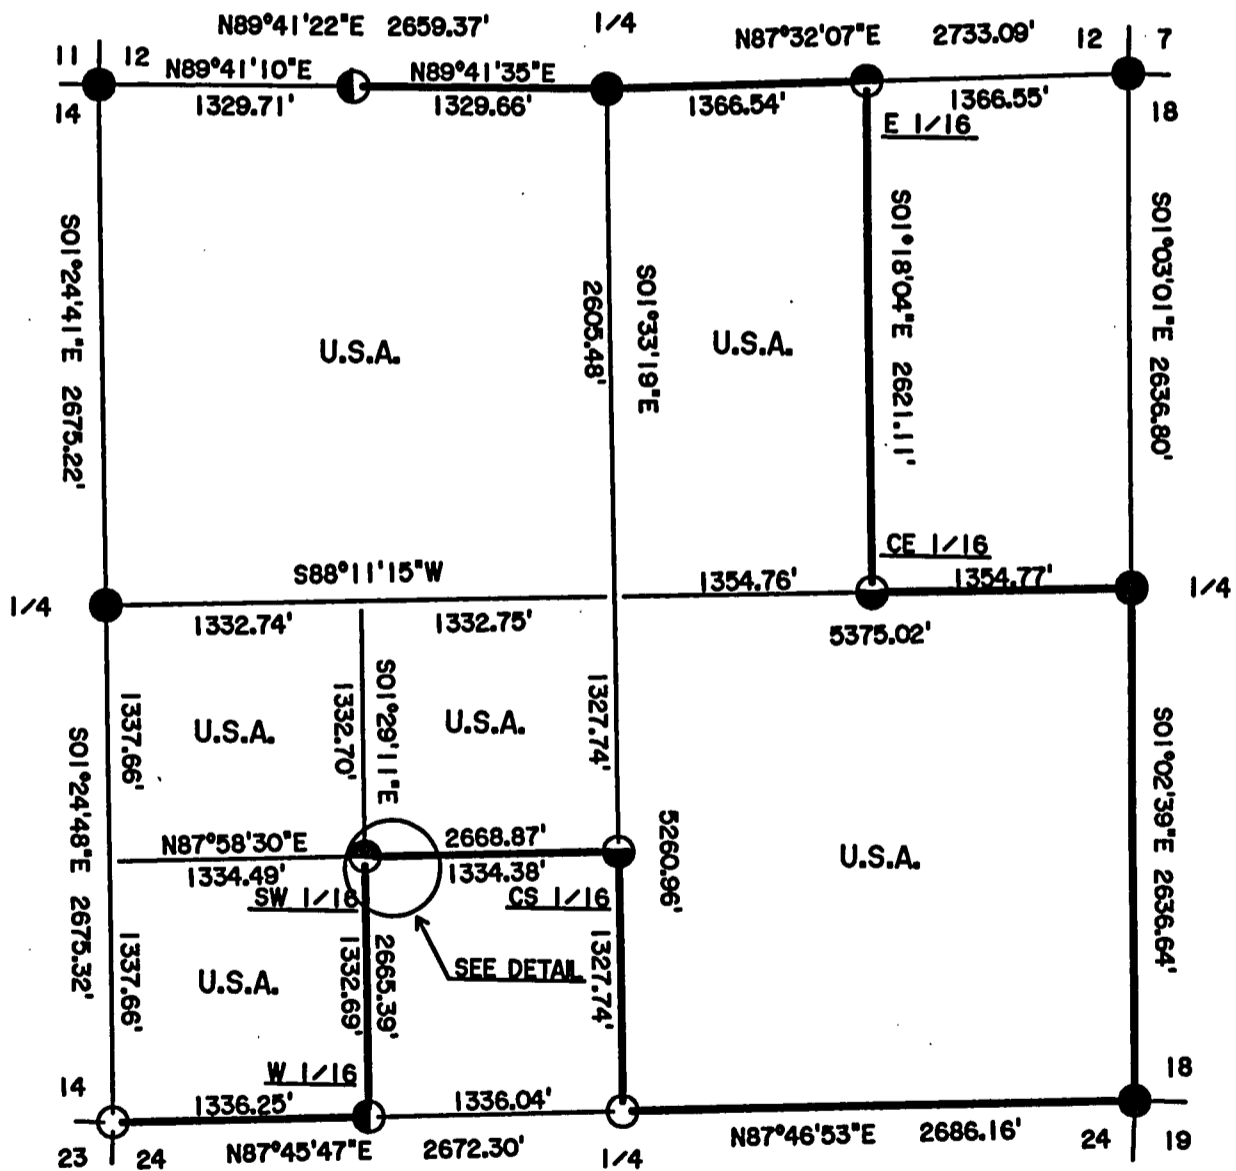 N89°41'22"E 2659.37'
1/4
N87°32'07"E 2733.09'
12
7
11
12
N89°41'10"E
N89°41'35"E
14
1329.71'
1329.66'
1366.54'
1366.55'
18
E 1/16
S01°24'41"E 2675.22'
2605.48'
S01°33'19"E
S01°18'04"E 2621.11'
S01°03'01"E 2636.80'
U.S.A.
U.S.A.
CE 1/16
S88°11'15"W
1354.76'
1354.77'
1/4
1/4
1332.74'
1332.75'
5375.02'
1337.66'
1332.70'
S01°29'11"E
1327.74'
U.S.A.
U.S.A.
S01°24'48"E 2675.32'
S01°02'39"E 2636.64'
5260.96'
N87°58'30"E
2668.87'
1334.49'
1334.38'
U.S.A.
SW 1/16
CS 1/16
1337.66'
1332.69'
2665.39'
1327.74'
SEE DETAIL
U.S.A.
W 1/16
14
18
1336.25'
1336.04'
23
24
N87°45'47"E 2672.30'
1/4
N87°46'53"E 2686.16'
24
19